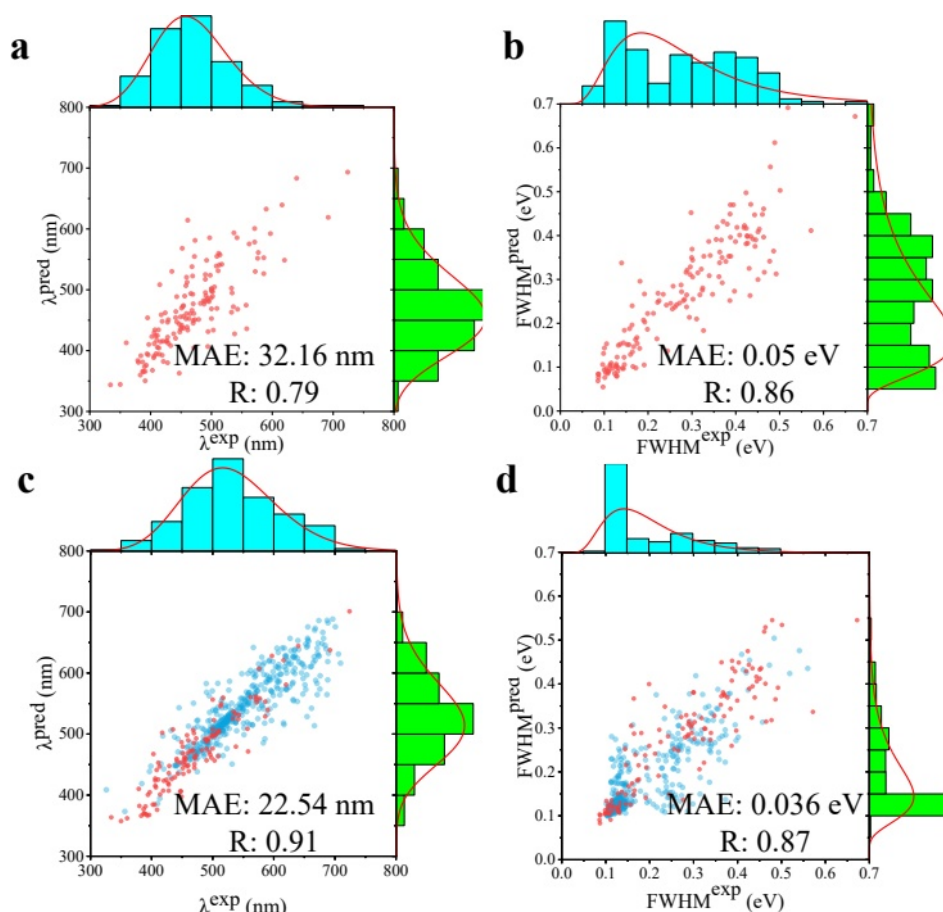 a
800
700
600
500
400
300
λpred (nm)
MAE: 32.16 nm
R: 0.79
300 400 500 600 700 800
λexp (nm)
b
0.7
0.6
0.5
0.4
0.3
0.2
0.1
0.0
FWHMpred (eV)
MAE: 0.05 eV
R: 0.86
0.0 0.1 0.2 0.3 0.4 0.5 0.6 0.7
FWHMexp (eV)
c
800
700
600
500
400
300
λpred (nm)
MAE: 22.54 nm
R: 0.91
300 400 500 600 700 800
λexp (nm)
d
0.7
0.6
0.5
0.4
0.3
0.2
0.1
0.0
FWHMpred (eV)
MAE: 0.036 eV
R: 0.87
0.0 0.1 0.2 0.3 0.4 0.5 0.6 0.7
FWHMexp (eV)